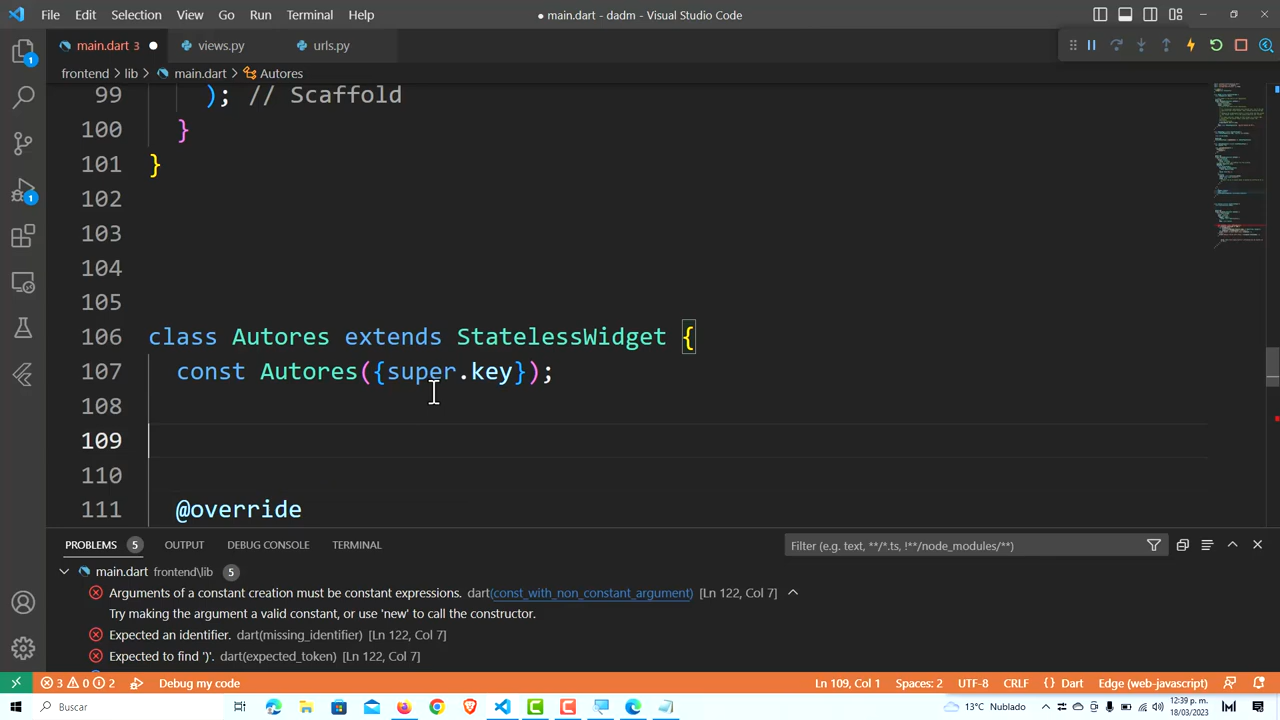 File Edit Selection View Go Run Terminal Help
● main.dart - dadm - Visual Studio Code
main.dart 3 ●
views.py
urls.py
frontend > lib > main.dart > Autores
99 ); // Scaffold
100 }
101 }
102
103
104
105
106 class Autores extends StatelessWidget {
107 const Autores({super.key});
108
109
110
111 @override
PROBLEMS 5 OUTPUT DEBUG CONSOLE TERMINAL
Filter (e.g. text, **/*.ts, !**/node_modules/**)
main.dart frontend\lib 5
Arguments of a constant creation must be constant expressions. dart(const_with_non_constant_argument) [Ln 122, Col 7]
Try making the argument a valid constant, or use 'new' to call the constructor.
Expected an identifier. dart(missing_identifier) [Ln 122, Col 7]
Expected to find ')'. dart(expected_token) [Ln 122, Col 7]
3 0 2 Debug my code
Ln 109, Col 1 Spaces: 2 UTF-8 CRLF {} Dart Edge (web-javascript)
Buscar
13°C Nublado
12:39 p. m.
18/03/2023
1
1